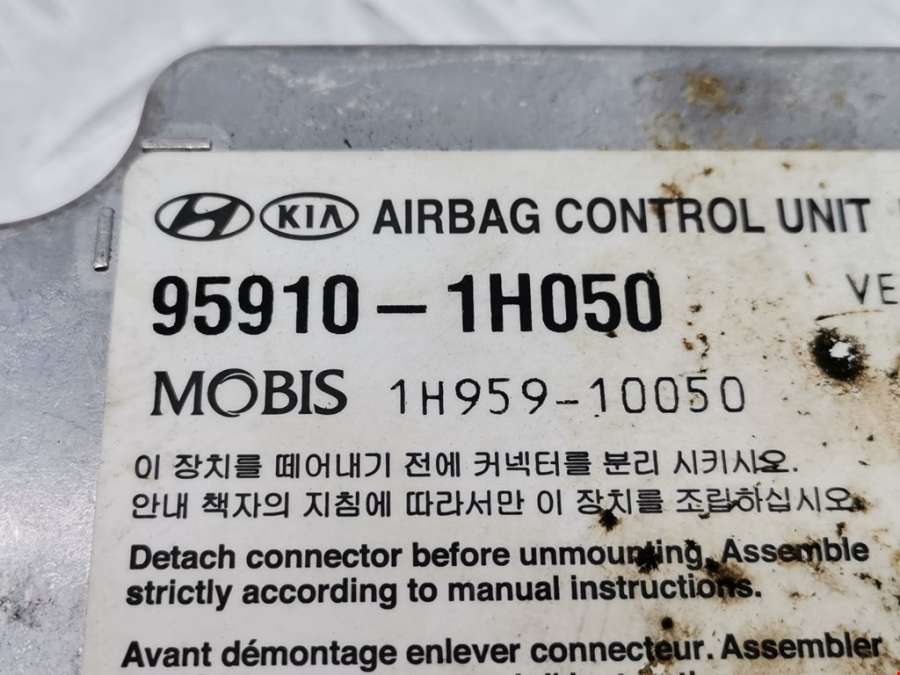 KIA AIRBAG CONTROL UNIT
95910-1H050 VE
MOBIS 1H959-10050
이 장치를 떼어내기 전에 커넥터를 분리 시키시오.
안내 책자의 지침에 따라서만 이 장치를 조립하십시오.
Detach connector before unmounting. Assemble
strictly according to manual instructions.
Avant démontage enlever connecteur. Assembler